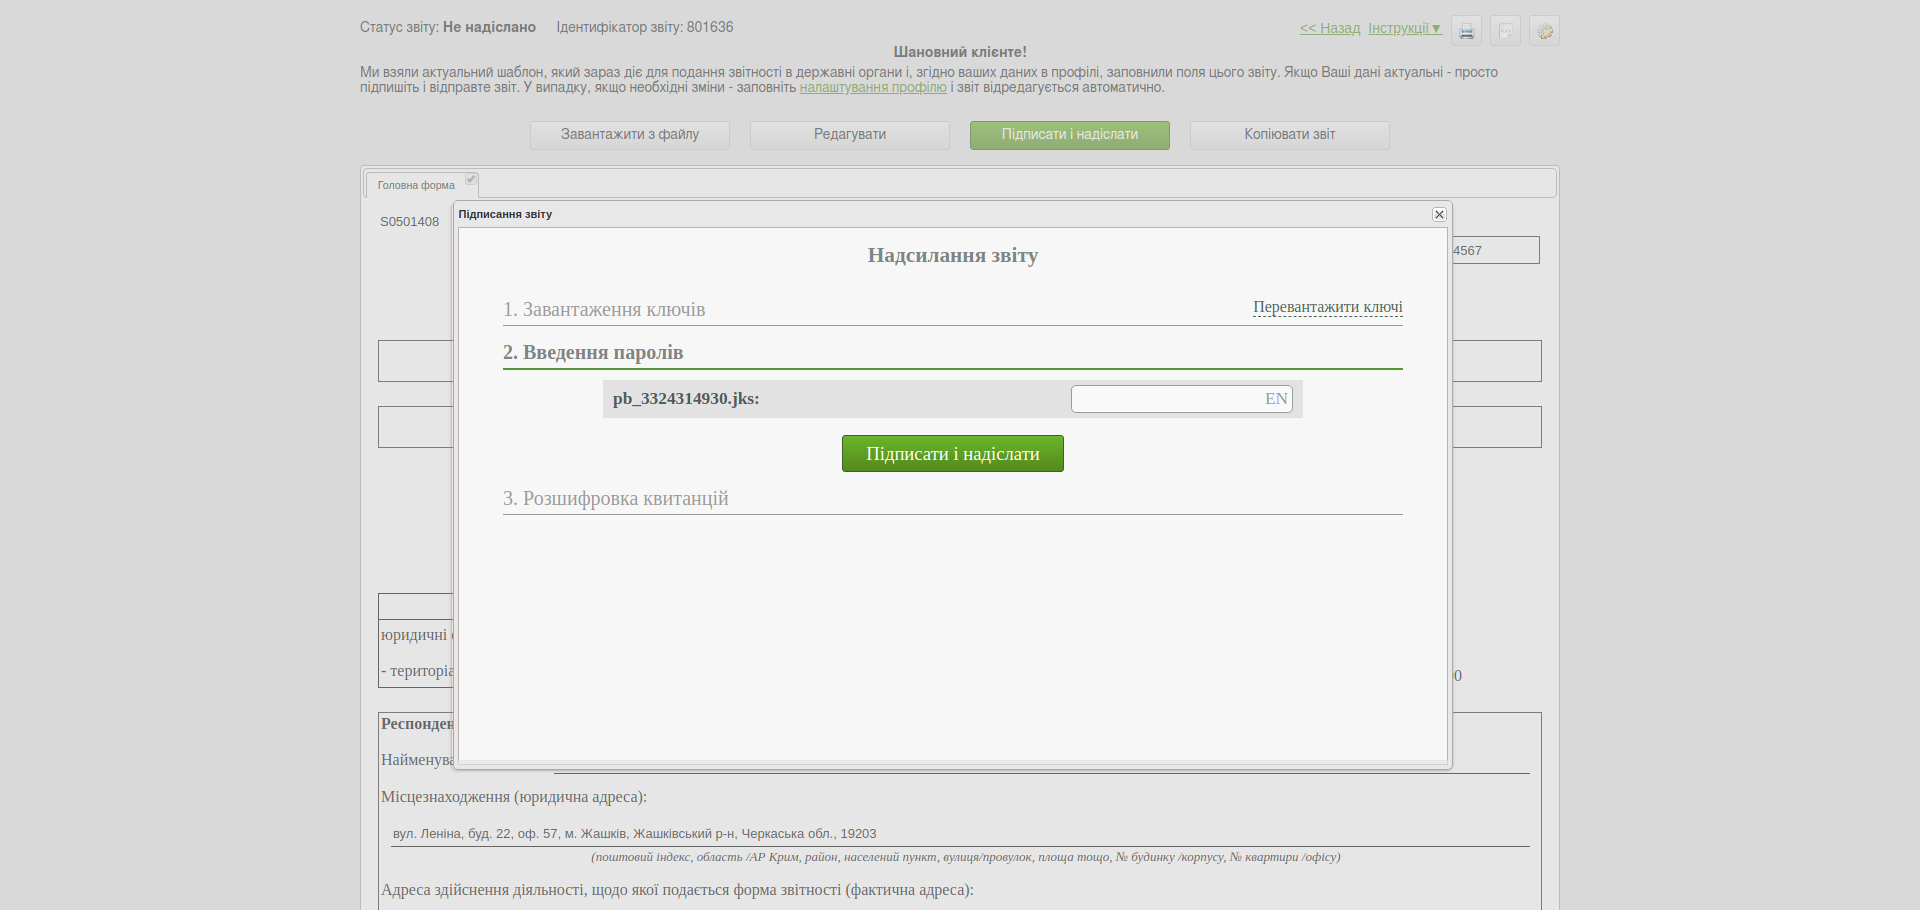 Статус звіту: Не надіслано Ідентифікатор звіту: 801636
<< Назад Інструкції▼
Шановний клієнте!
Ми взяли актуальний шаблон, який зараз діє для подання звітності в державні органи і, згідно ваших даних в профілі, заповнили поля цього звіту. Якщо Ваші дані актуальні - просто
підпишіть і відправте звіт. У випадку, якщо необхідні зміни - заповніть налаштування профілю і звіт відредагується автоматично.
Завантажити з файлу Редагувати Підписати і надіслати Копіювати звіт
Головна форма
S0501408
Підписання звіту
Надсилання звіту
4567
1. Завантаження ключів Перевантажити ключі
2. Введення паролів
pb_3324314930.jks: EN
Підписати і надіслати
3. Розшифровка квитанцій
юридичні
- територіа
0
Респонден
Найменува
Місцезнаходження (юридична адреса):
вул. Леніна, буд. 22, оф. 57, м. Жашків, Жашківський р-н, Черкаська обл., 19203
(поштовий індекс, область /АР Крим, район, населений пункт, вулиця/провулок, площа тощо, № будинку /корпусу, № квартири /офісу)
Адреса здійснення діяльності, щодо якої подається форма звітності (фактична адреса):